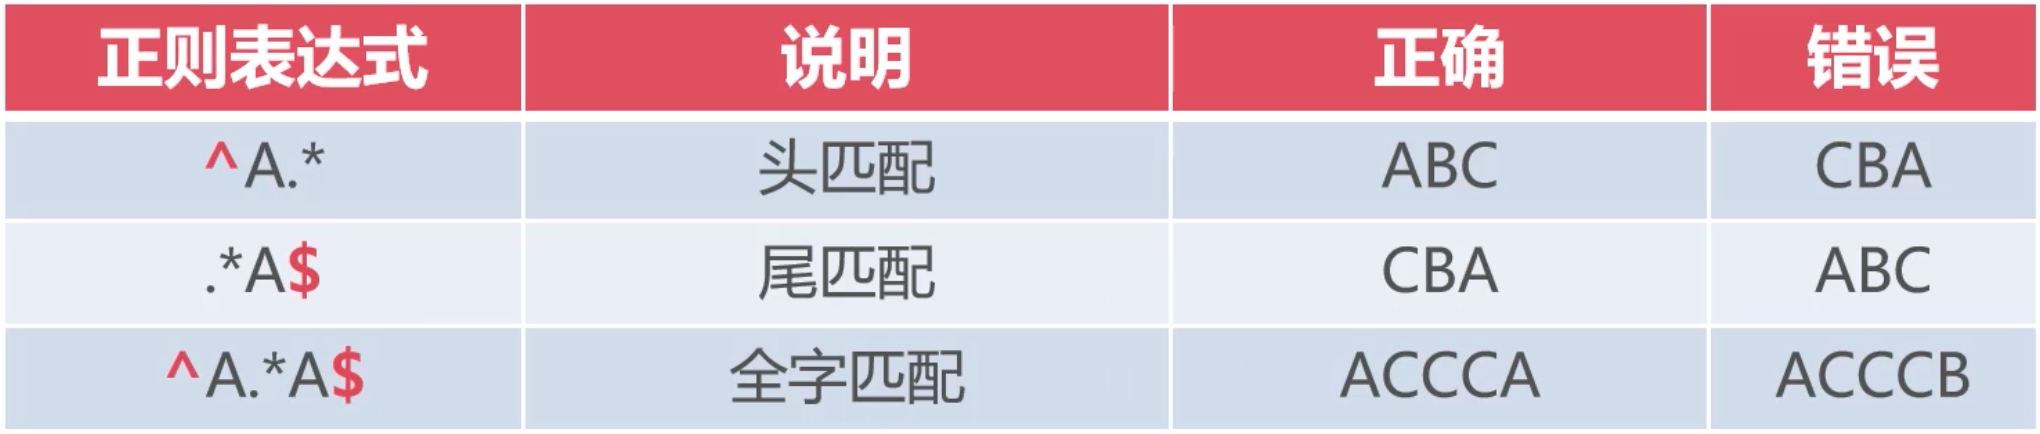 正则表达式 说明 正确 错误
^A.* 头匹配 ABC CBA
.*A$ 尾匹配 CBA ABC
^A.*A$ 全字匹配 ACCCA ACCCB